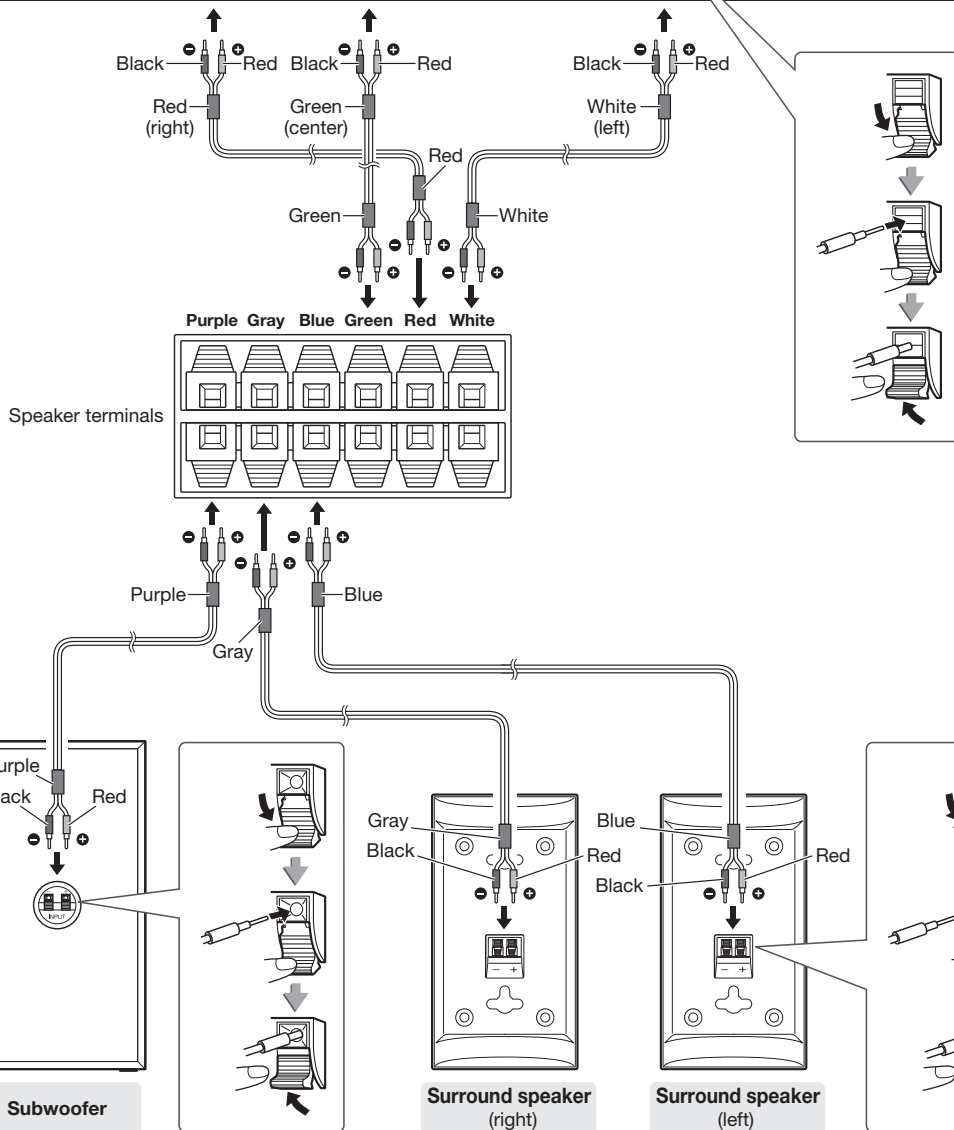 Black
Red
Black
Red
Black
Red
Red
(right)
Green
(center)
White
(left)
Red
Green
White
Purple Gray Blue Green Red White
Speaker terminals
Purple
Blue
Gray
urple
ack
Red
INPUT
Gray
Black
Red
Blue
Black
Red
− +
− +
Subwoofer
Surround speaker
(right)
Surround speaker
(left)